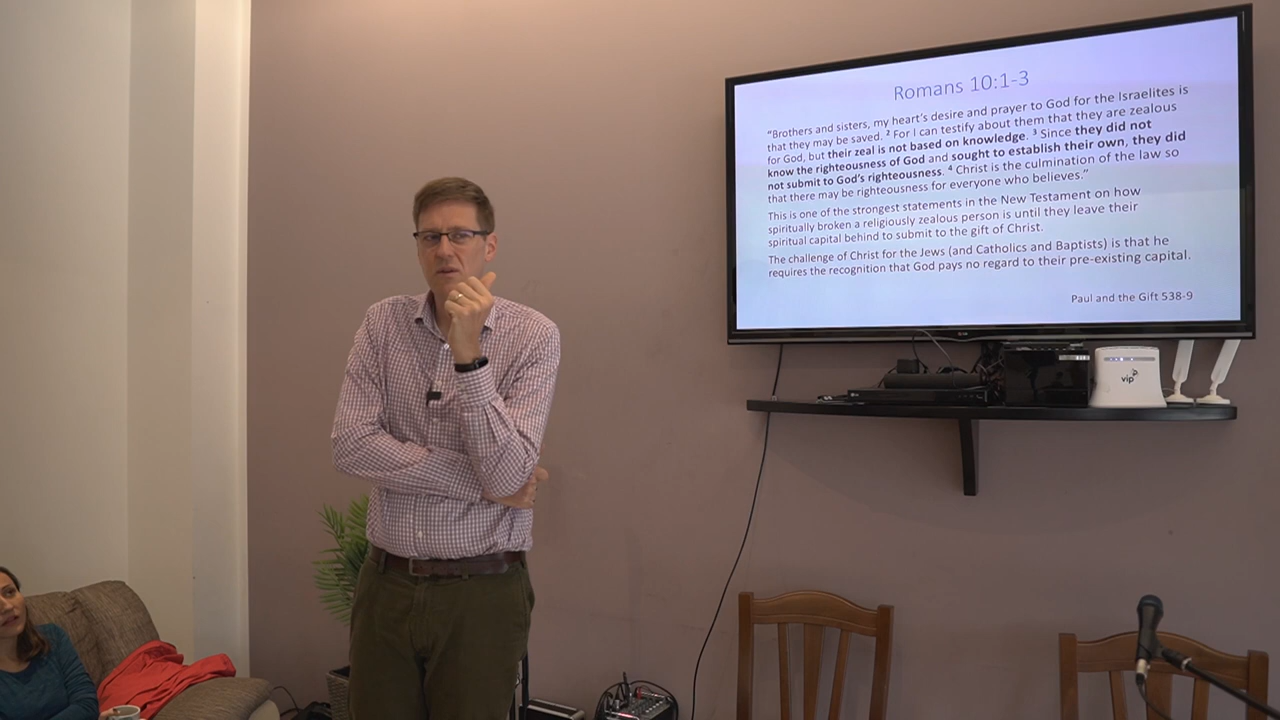 Romans 10:1-3
“Brothers and sisters, my heart’s desire and prayer to God for the Israelites is
that they may be saved. ² For I can testify about them that they are zealous
for God, but their zeal is not based on knowledge. ³ Since they did not
know the righteousness of God and sought to establish their own, they did
not submit to God’s righteousness. ⁴ Christ is the culmination of the law so
that there may be righteousness for everyone who believes.”
This is one of the strongest statements in the New Testament on how
spiritually broken a religiously zealous person is until they leave their
spiritual capital behind to submit to the gift of Christ.
The challenge of Christ for the Jews (and Catholics and Baptists) is that he
requires the recognition that God pays no regard to their pre-existing capital.
Paul and the Gift 538-9
vip